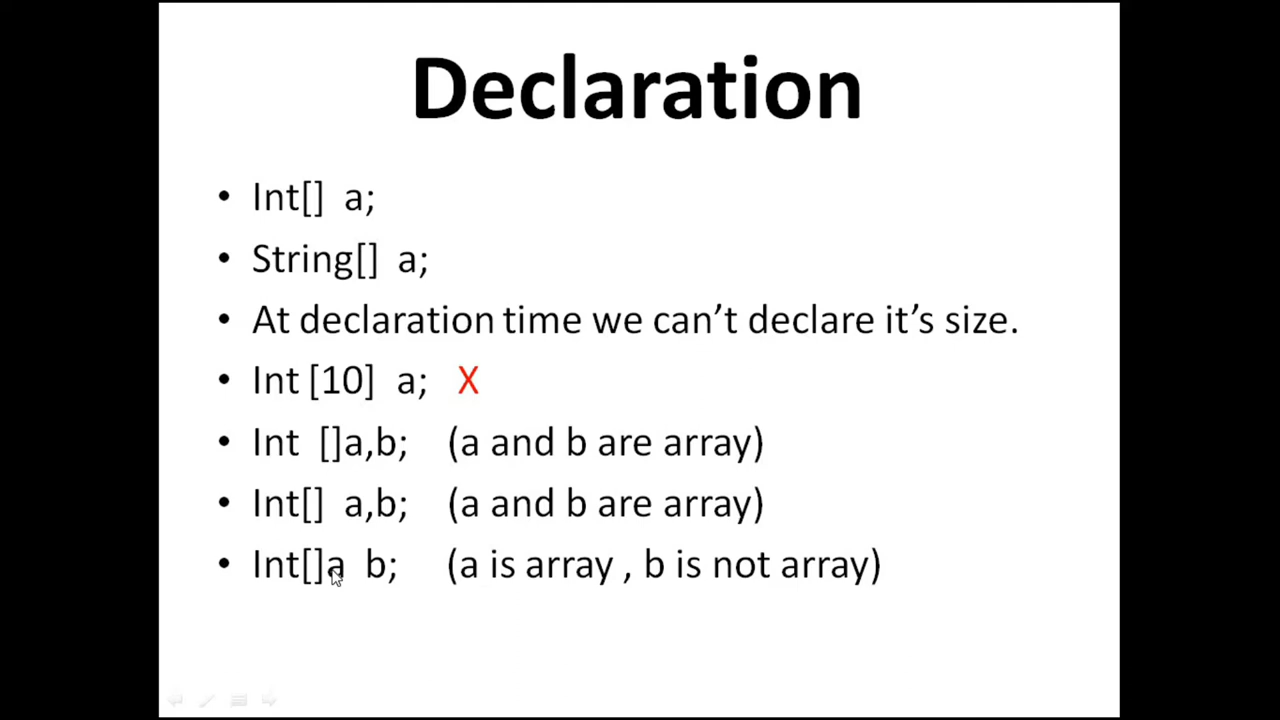 Declaration
• Int[] a;
• String[] a;
• At declaration time we can’t declare it’s size.
• Int [10] a; X
• Int []a,b; (a and b are array)
• Int[] a,b; (a and b are array)
• Int[]a b; (a is array , b is not array)